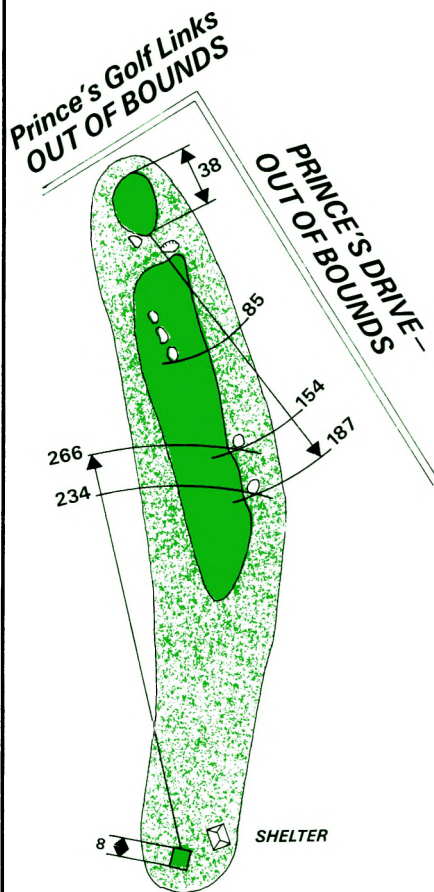 Prince's Golf Links
OUT OF BOUNDS
38
PRINCE'S DRIVE–
OUT OF BOUNDS
85
154
187
266
234
8
SHELTER